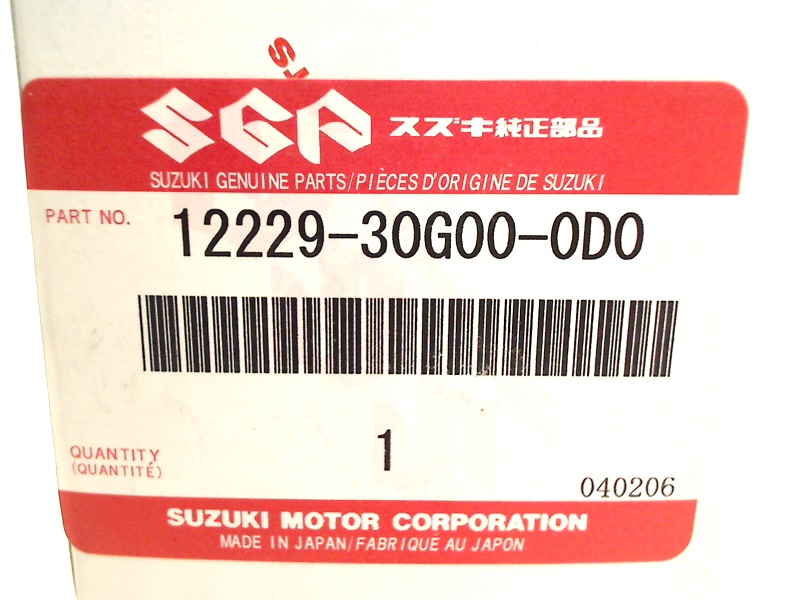 SGP スズキ純正部品
SUZUKI GENUINE PARTS/PIÈCES D'ORIGINE DE SUZUKI
PART NO. 12229-30G00-0D0
QUANTITY
(QUANTITÉ)
1
040206
SUZUKI MOTOR CORPORATION
MADE IN JAPAN/FABRIQUÉ AU JAPON